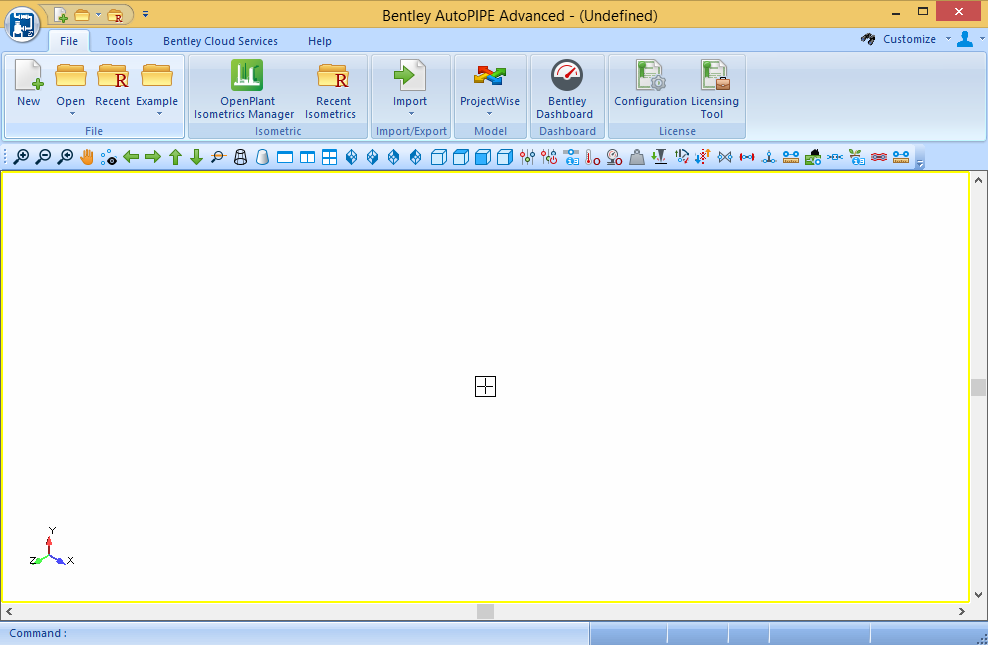 Bentley AutoPIPE Advanced - (Undefined)
File Tools Bentley Cloud Services Help Customize
New Open Recent Example
OpenPlant Isometrics Manager
Recent Isometrics
Import
ProjectWise
Bentley Dashboard
Configuration
Licensing Tool
File Isometric Import/Export Model Dashboard License
Y
Z X
Command :